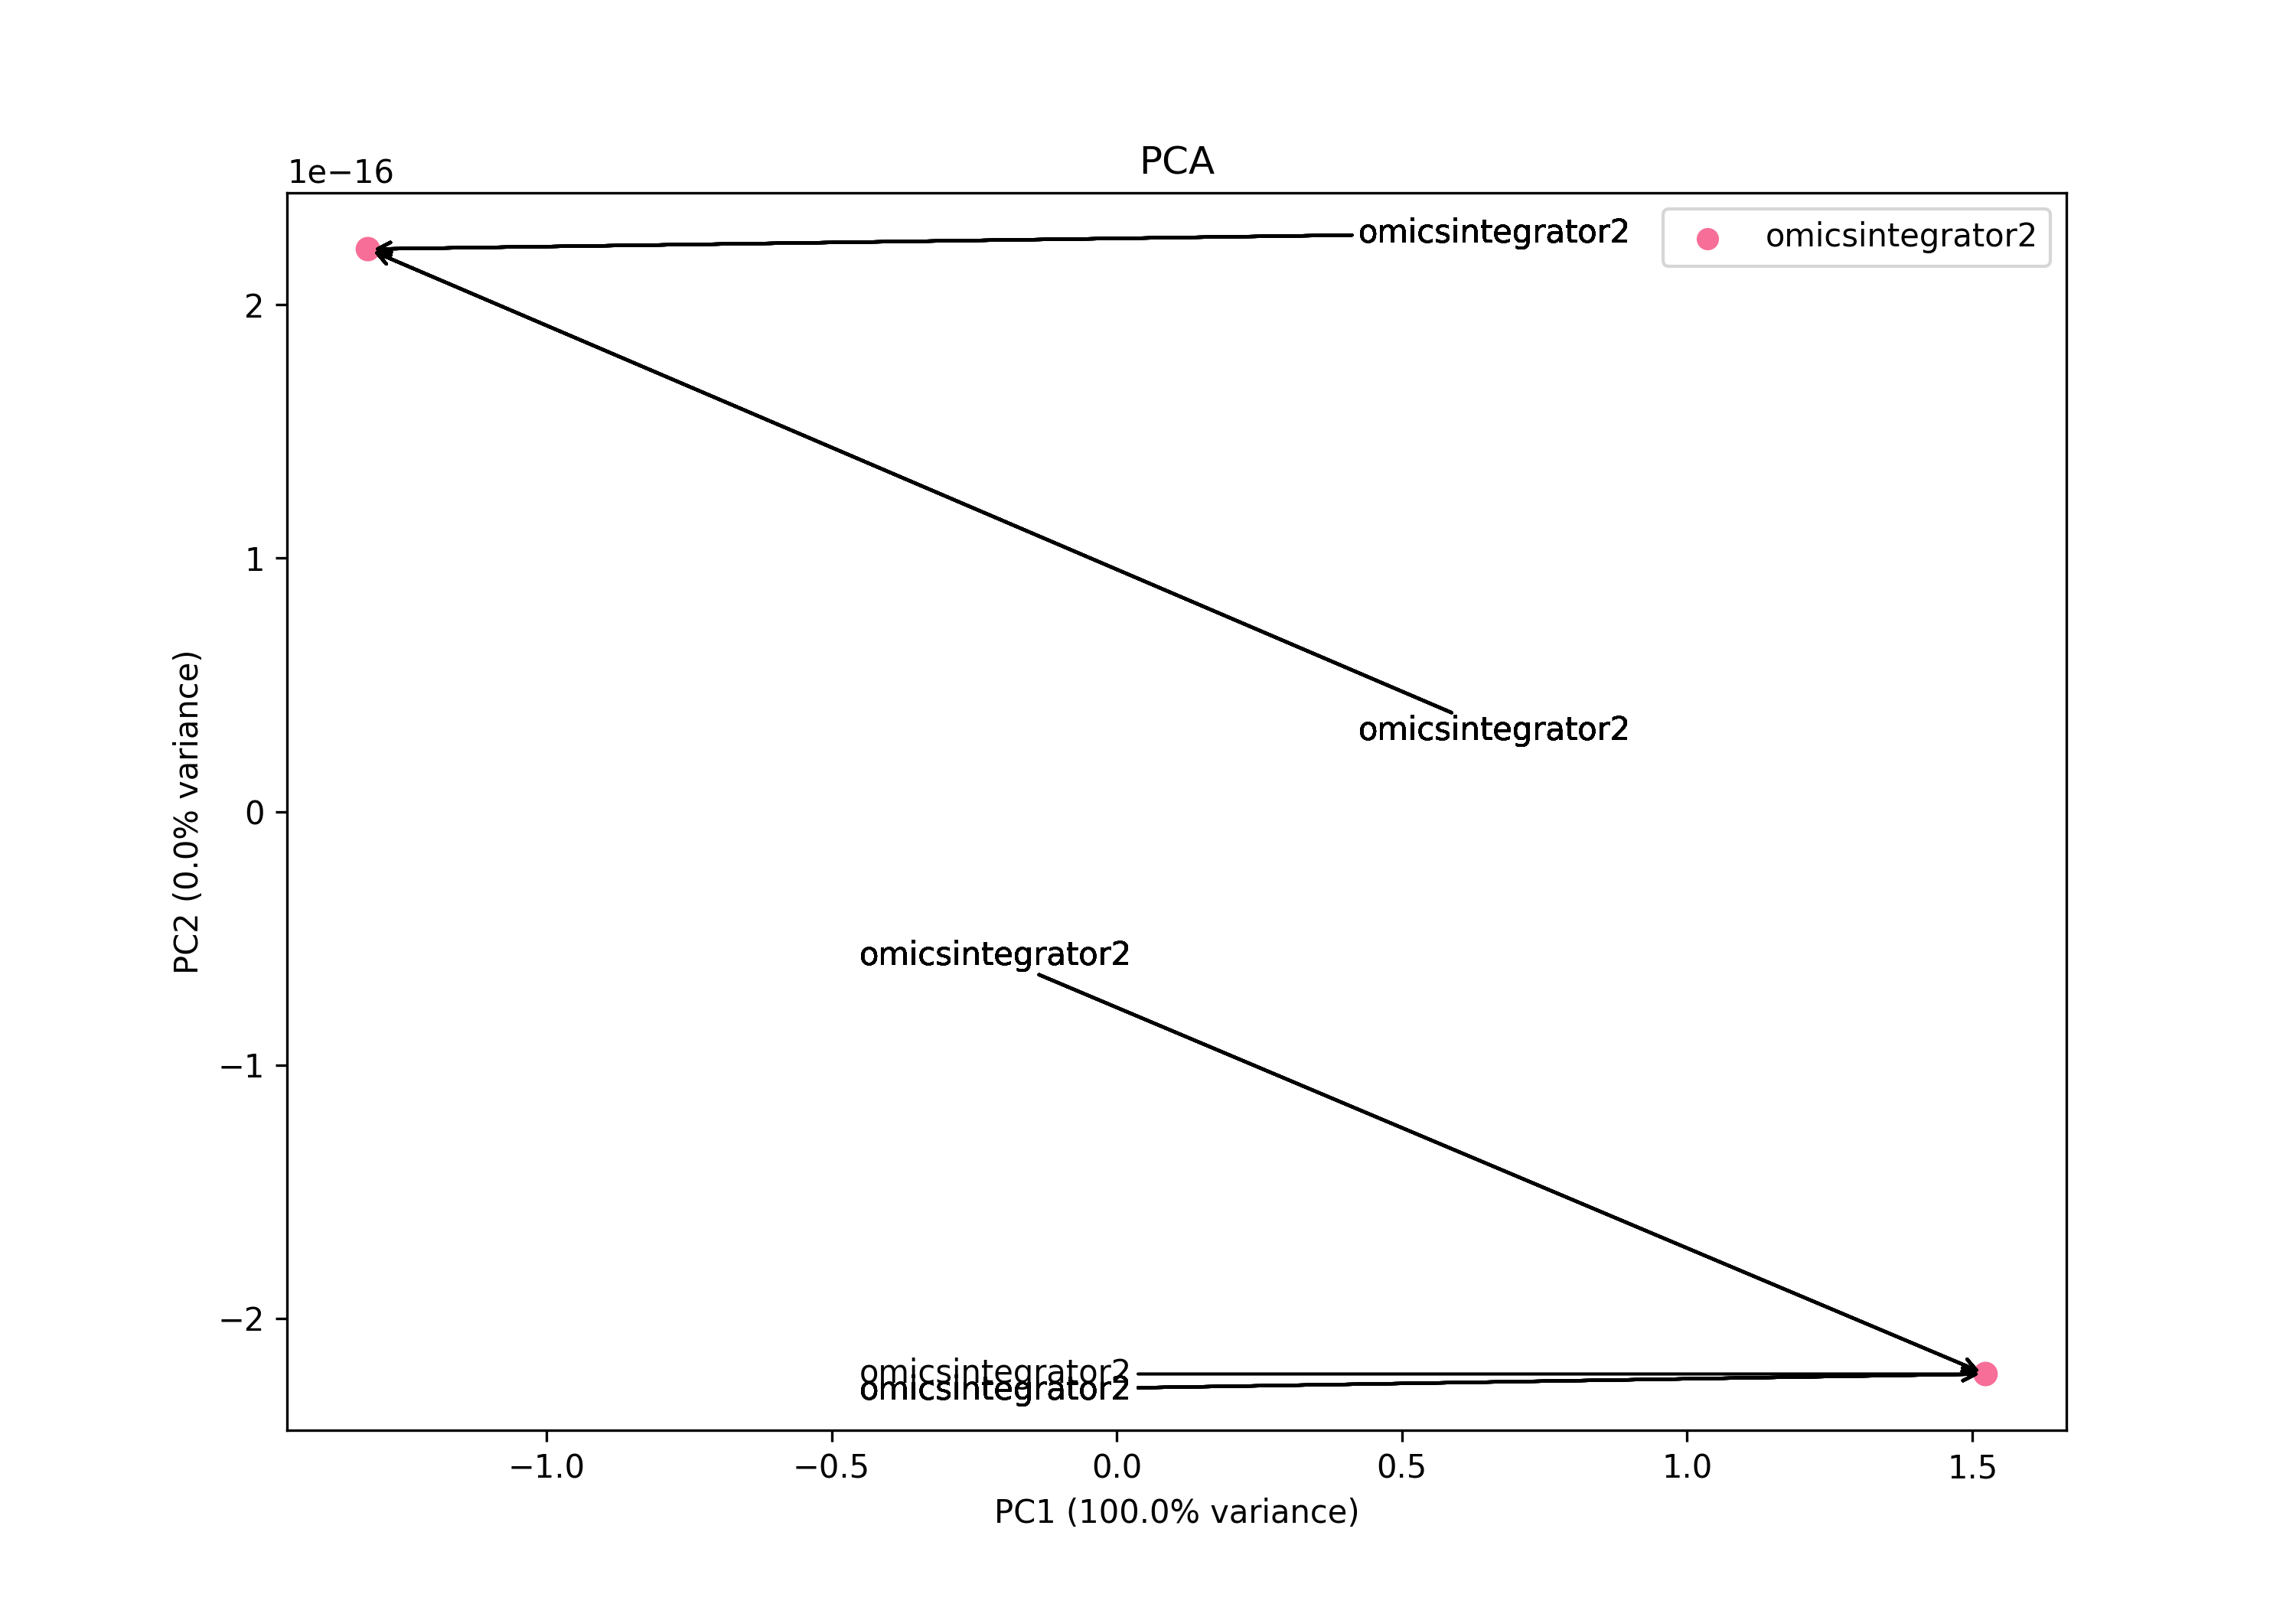 PCA
1e−16
omicsintegrator2
omicsintegrator2
2
1
omicsintegrator2
0
omicsintegrator2
−1
−2
omicsintegrator2
omicsintegrator2
−1.0
−0.5
0.0
0.5
1.0
1.5
PC1 (100.0% variance)
PC2 (0.0% variance)